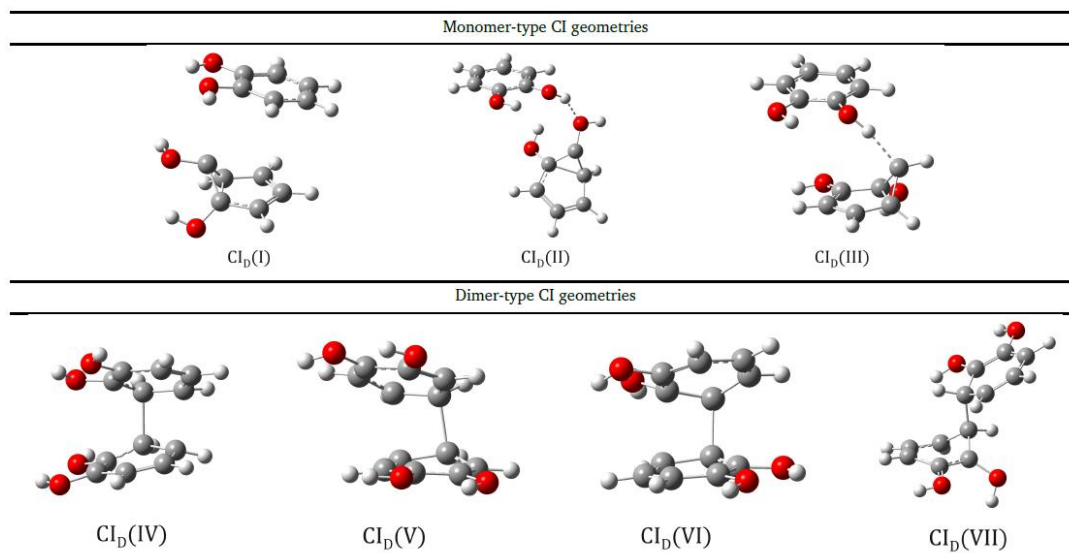 Monomer-type CI geometries
CI_D(I)
CI_D(II)
CI_D(III)
Dimer-type CI geometries
CI_D(IV)
CI_D(V)
CI_D(VI)
CI_D(VII)